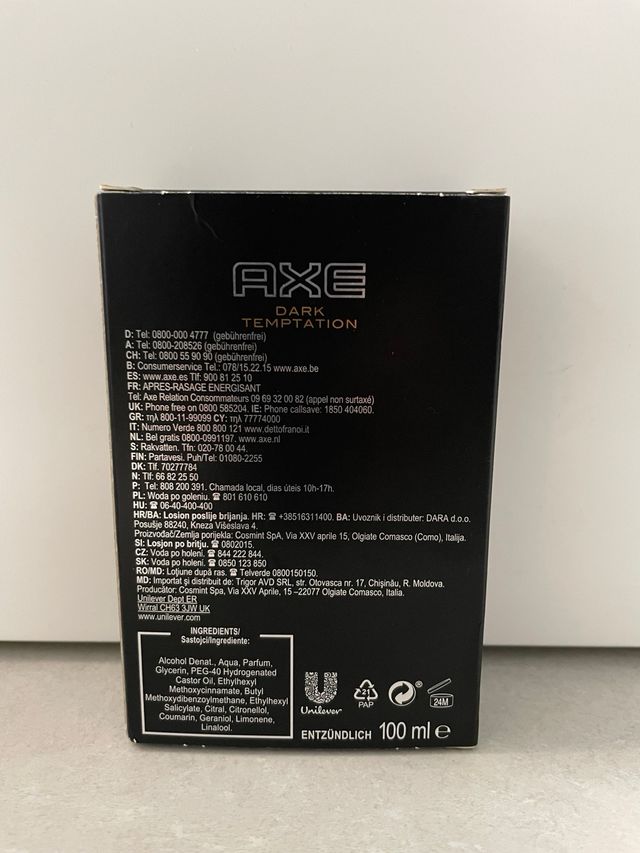 AXE
DARK
TEMPTATION
D: Tel: 0800-000 4777 (gebührenfrei)
A: Tel: 0800-208526 (gebührenfrei)
CH: Tel: 0800 55 90 90 (gebührenfrei)
B: Consumerservice Tel.: 078/15.22.15 www.axe.be
ES: www.axe.es Tlf: 900 81 25 10
FR: APRES-RASAGE ENERGISANT
Tel: Axe Relation Consommateurs 09 69 32 00 82 (appel non surtaxé)
UK: Phone free on 0800 585204. IE: Phone callsave: 1850 404060.
GR: τηλ 800-11-99099 CY: τηλ 77774000
IT: Numero Verde 800 800 121 www.dettofranoi.it
NL: Bel gratis 0800-0991197. www.axe.nl
S: Rakvatten. Tfn: 020-78 00 44.
FIN: Partavesi. Puh/Tel: 01080-2255
DK: Tlf. 70277784
N: Tlf: 66 82 25 50
P: Tel: 808 200 391. Chamada local, dias úteis 10h-17h.
PL: Woda po goleniu. ☎ 801 610 610
HU: ☎ 06-40-400-400
HR/BA: Losion poslije brijanja. HR: ☎ +38516311400. BA: Uvoznik i distributer: DARA d.o.o.
Posušje 88240, Kneza Višeslava 4.
Proizvođač/Zemlja porijekla: Cosmint SpA, Via XXV aprile 15, Olgiate Comasco (Como), Italija.
SI: Losjon po britju. ☎ 0802015.
CZ: Voda po holení. ☎ 844 222 844.
SK: Voda po holení. ☎ 0850 123 850
RO/MD: Loţiune după ras. ☎ Telverde 0800150150.
MD: Importat şi distribuit de: Trigor AVD SRL, str. Otovasca nr. 17, Chişinău, R. Moldova.
Producător: Cosmint Spa, Via XXV Aprile, 15 –22077 Olgiate Comasco, Italia.
Unilever Dept ER
Wirral CH63 3JW UK
www.unilever.com
INGREDIENTS/
Sastojci/Ingrediente:
Alcohol Denat., Aqua, Parfum,
Glycerin, PEG-40 Hydrogenated
Castor Oil, Ethylhexyl
Methoxycinnamate, Butyl
Methoxydibenzoylmethane, Ethylhexyl
Salicylate, Citral, Citronellol,
Coumarin, Geraniol, Limonene,
Linalool.
Unilever
21
PAP
®
24M
ENTZÜNDLICH 100 ml ℮